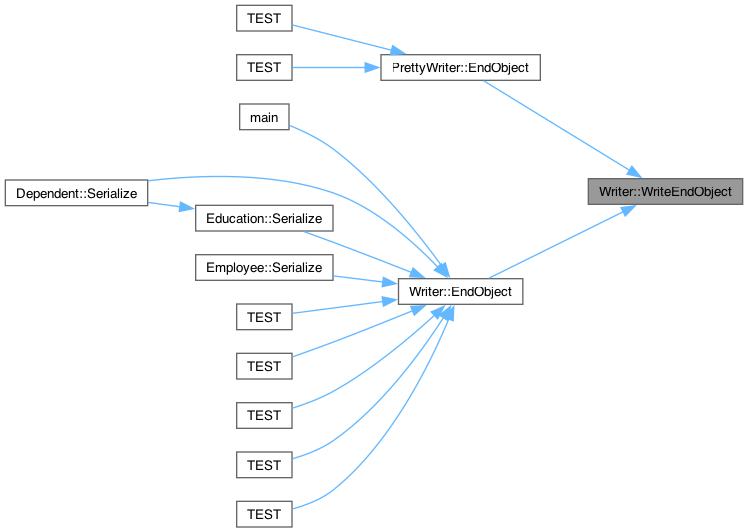 TEST
TEST
PrettyWriter::EndObject
main
Dependent::Serialize
Writer::WriteEndObject
Education::Serialize
Employee::Serialize
Writer::EndObject
TEST
TEST
TEST
TEST
TEST